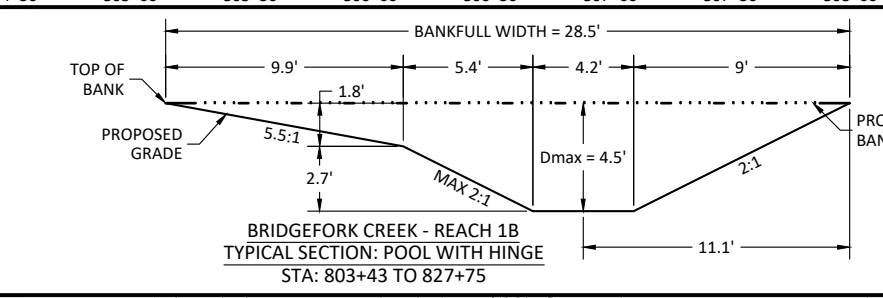 BANKFULL WIDTH = 28.5'
9.9'
5.4'
4.2'
9'
TOP OF
BANK
1.8'
PROPOSED
GRADE
5.5:1
2.7'
MAX 2:1
Dmax = 4.5'
2:1
11.1'
BRIDGEFORK CREEK - REACH 1B
TYPICAL SECTION: POOL WITH HINGE
STA: 803+43 TO 827+75